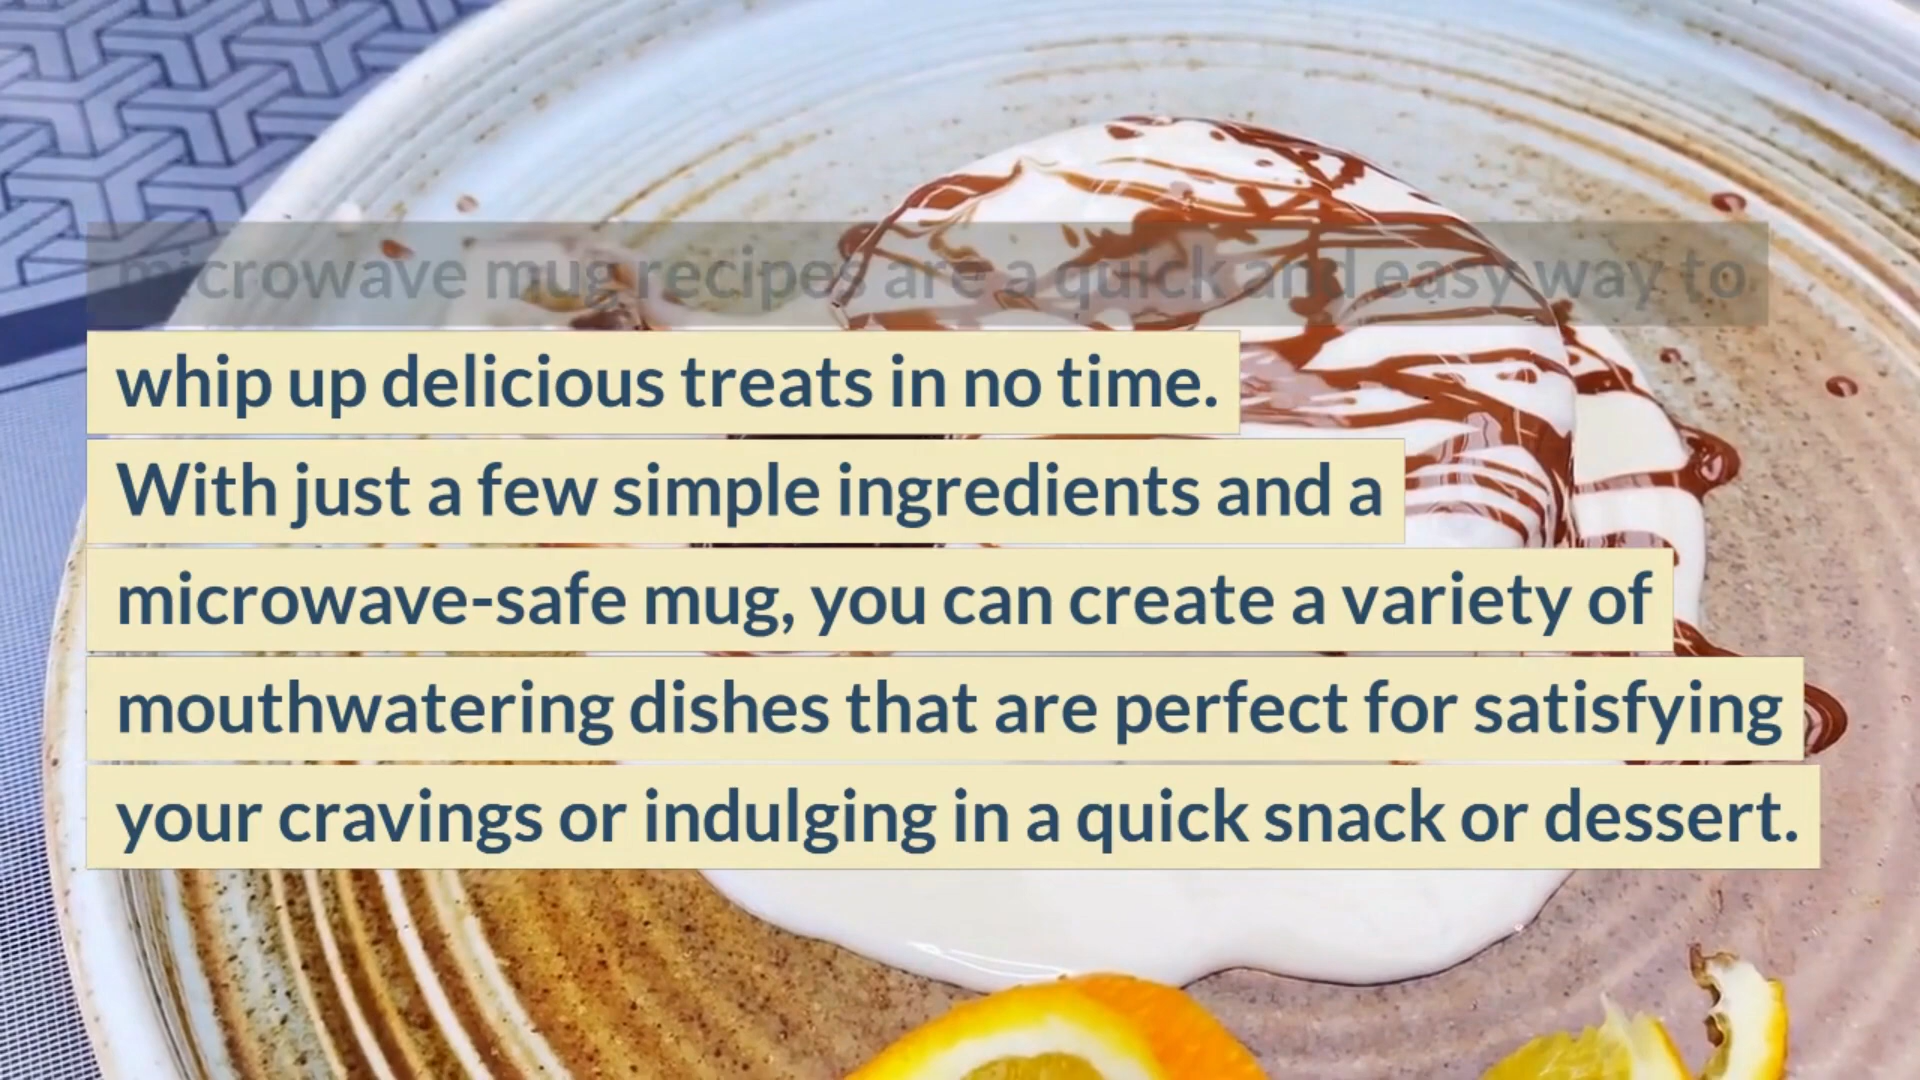 microwave mug recipes are a quick and easy way to
whip up delicious treats in no time.
With just a few simple ingredients and a
microwave-safe mug, you can create a variety of
mouthwatering dishes that are perfect for satisfying
your cravings or indulging in a quick snack or dessert.